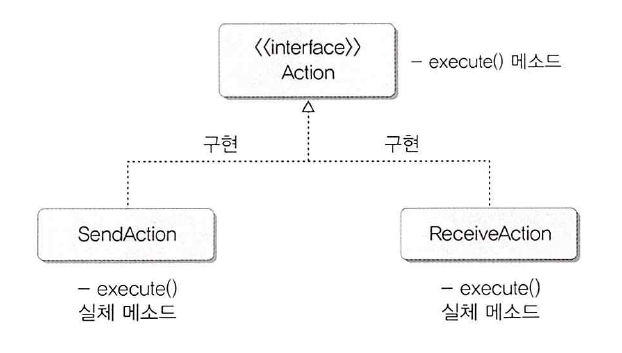 <<interface>>
Action
– execute() 메소드
구현
구현
SendAction
ReceiveAction
– execute()
실체 메소드
– execute()
실체 메소드